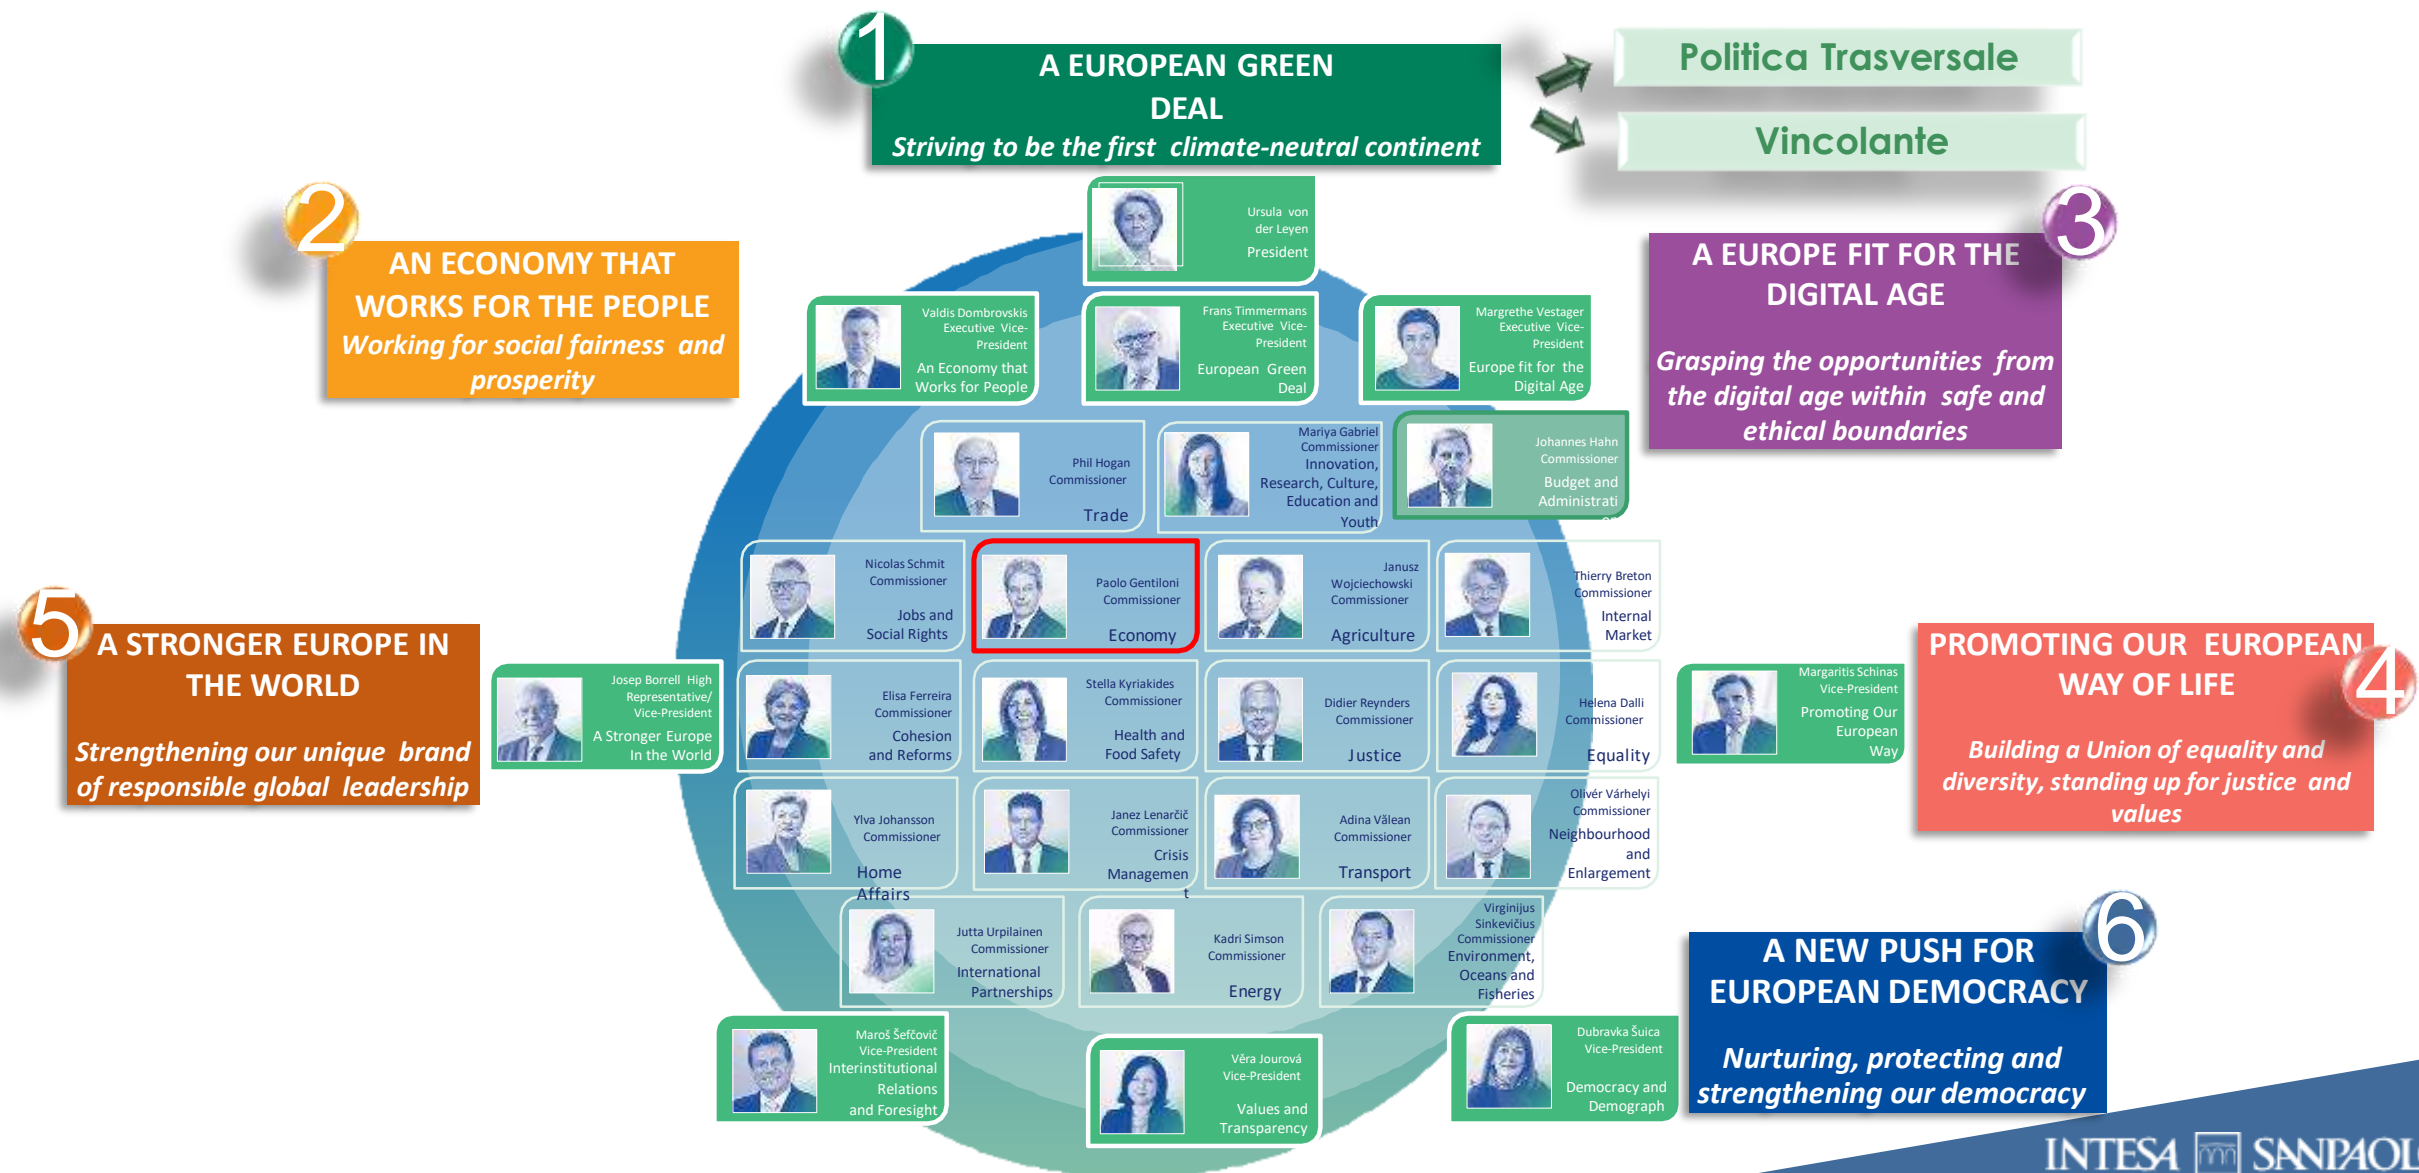 1
A EUROPEAN GREEN
DEAL
Striving to be the first climate-neutral continent
Politica Trasversale
Vincolante
2
AN ECONOMY THAT
WORKS FOR THE PEOPLE
Working for social fairness and
prosperity
3
A EUROPE FIT FOR THE
DIGITAL AGE
Grasping the opportunities from
the digital age within safe and
ethical boundaries
Ursula von
der Leyen
President
Valdis Dombrovskis
Executive Vice-
President
An Economy that
Works for People
Frans Timmermans
Executive Vice-
President
European Green
Deal
Margrethe Vestager
Executive Vice-
President
Europe fit for the
Digital Age
Phil Hogan
Commissioner
Trade
Mariya Gabriel
Commissioner
Innovation,
Research, Culture,
Education and
Youth
Johannes Hahn
Commissioner
Budget and
Administrati
on
Nicolas Schmit
Commissioner
Jobs and
Social Rights
Paolo Gentiloni
Commissioner
Economy
Janusz
Wojciechowski
Commissioner
Agriculture
Thierry Breton
Commissioner
Internal
Market
5
A STRONGER EUROPE IN
THE WORLD
Strengthening our unique brand
of responsible global leadership
Josep Borrell High
Representative/
Vice-President
A Stronger Europe
In the World
Elisa Ferreira
Commissioner
Cohesion
and Reforms
Stella Kyriakides
Commissioner
Health and
Food Safety
Didier Reynders
Commissioner
Justice
Helena Dalli
Commissioner
Equality
Margaritis Schinas
Vice-President
Promoting Our
European
Way
4
PROMOTING OUR EUROPEAN
WAY OF LIFE
Building a Union of equality and
diversity, standing up for justice and
values
Ylva Johansson
Commissioner
Home
Affairs
Janez Lenarčič
Commissioner
Crisis
Managemen
t
Adina Vălean
Commissioner
Transport
Olivér Várhelyi
Commissioner
Neighbourhood
and
Enlargement
Jutta Urpilainen
Commissioner
International
Partnerships
Kadri Simson
Commissioner
Energy
Virginijus
Sinkevičius
Commissioner
Environment,
Oceans and
Fisheries
6
A NEW PUSH FOR
EUROPEAN DEMOCRACY
Nurturing, protecting and
strengthening our democracy
Maroš Šefčovič
Vice-President
Interinstitutional
Relations
and Foresight
Věra Jourová
Vice-President
Values and
Transparency
Dubravka Šuica
Vice-President
Democracy and
Demograph
INTESA SANPAOLO